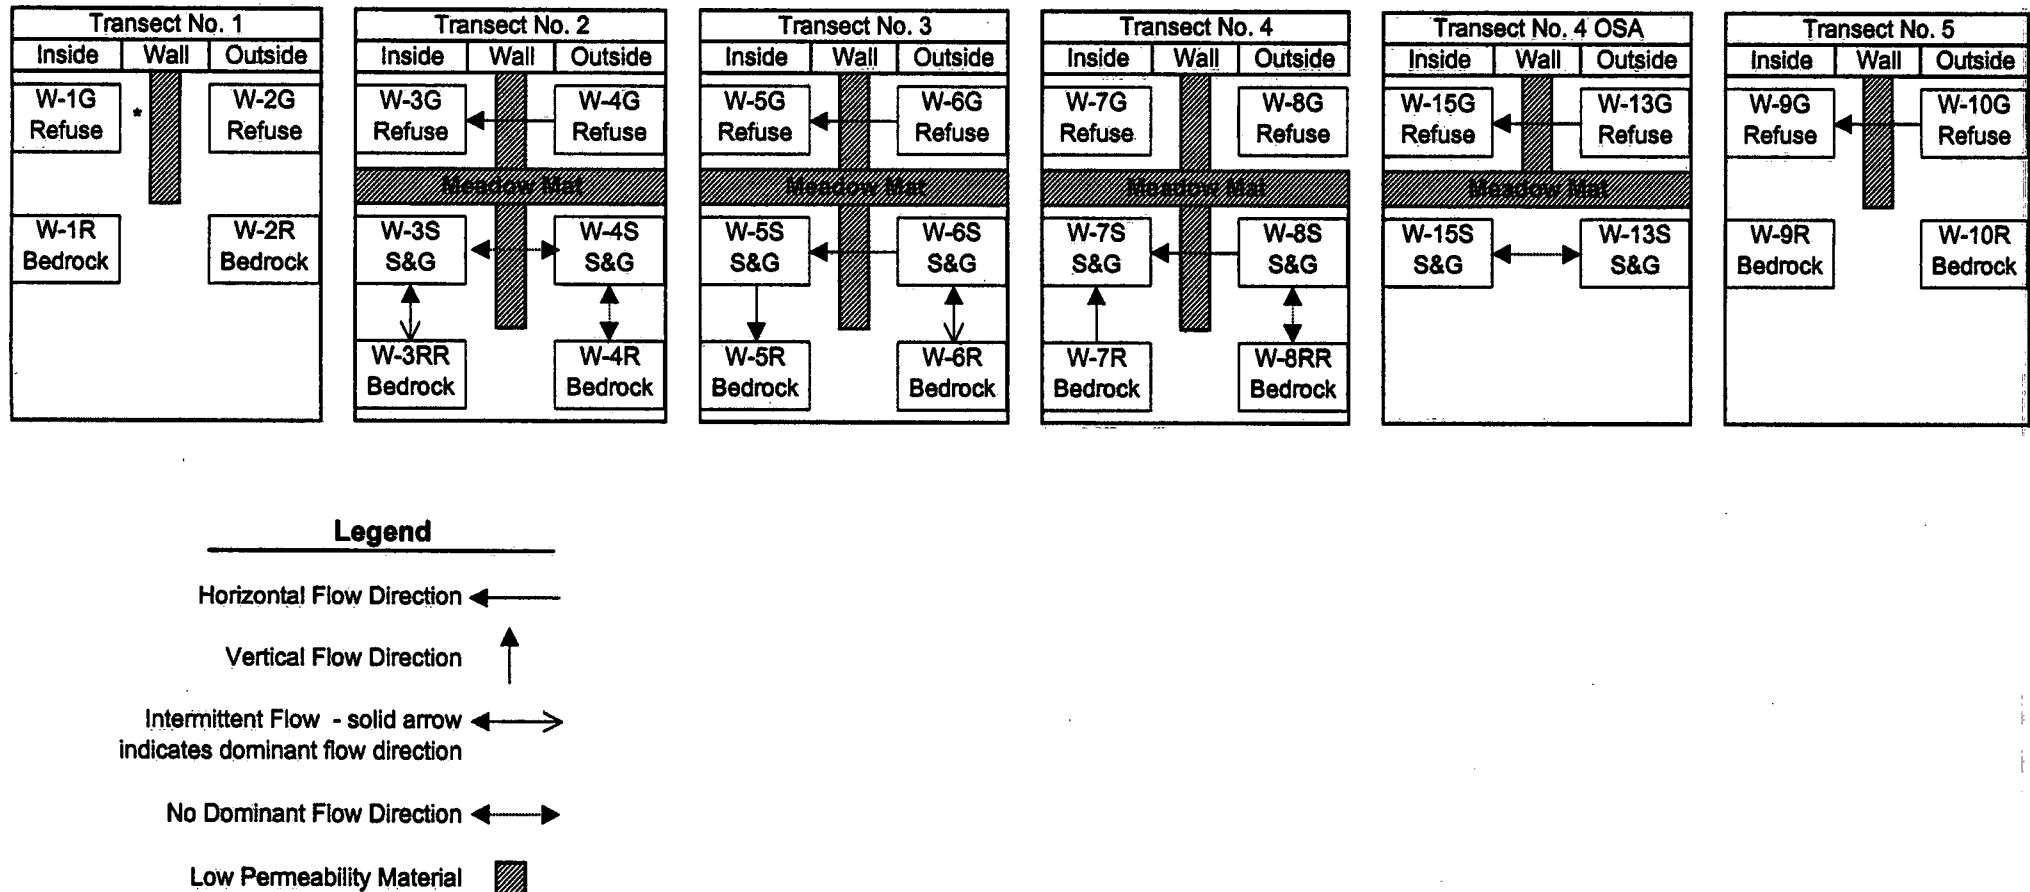 Transect No. 1
Inside Wall Outside
W-1G
Refuse
*
W-2G
Refuse
W-1R
Bedrock
W-2R
Bedrock
Transect No. 2
Inside Wall Outside
W-3G
Refuse
W-4G
Refuse
Meadow Mat
W-3S
S&G
W-4S
S&G
W-3RR
Bedrock
W-4R
Bedrock
Transect No. 3
Inside Wall Outside
W-5G
Refuse
W-6G
Refuse
Meadow Mat
W-5S
S&G
W-6S
S&G
W-5R
Bedrock
W-6R
Bedrock
Transect No. 4
Inside Wall Outside
W-7G
Refuse
W-8G
Refuse
Meadow Mat
W-7S
S&G
W-8S
S&G
W-7R
Bedrock
W-8RR
Bedrock
Transect No. 4 OSA
Inside Wall Outside
W-15G
Refuse
W-13G
Refuse
Meadow Mat
W-15S
S&G
W-13S
S&G
Transect No. 5
Inside Wall Outside
W-9G
Refuse
W-10G
Refuse
W-9R
Bedrock
W-10R
Bedrock
Legend
Horizontal Flow Direction
Vertical Flow Direction
Intermittent Flow - solid arrow
indicates dominant flow direction
No Dominant Flow Direction
Low Permeability Material